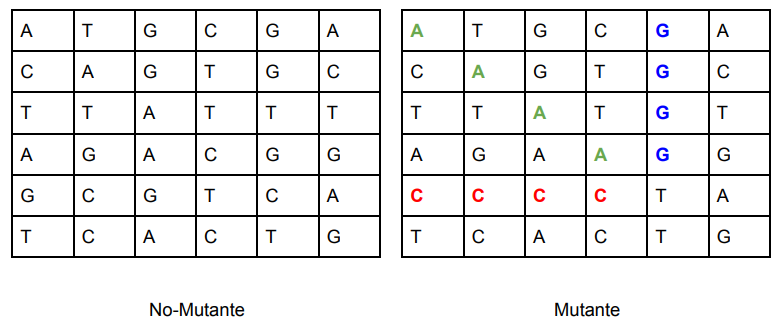 A T G C G A
C A G T G C
T T A T T T
A G A C G G
G C G T C A
T C A C T G
No-Mutante
A T G C G A
C A G T G C
T T A T G T
A G A A G G
C C C C T A
T C A C T G
Mutante